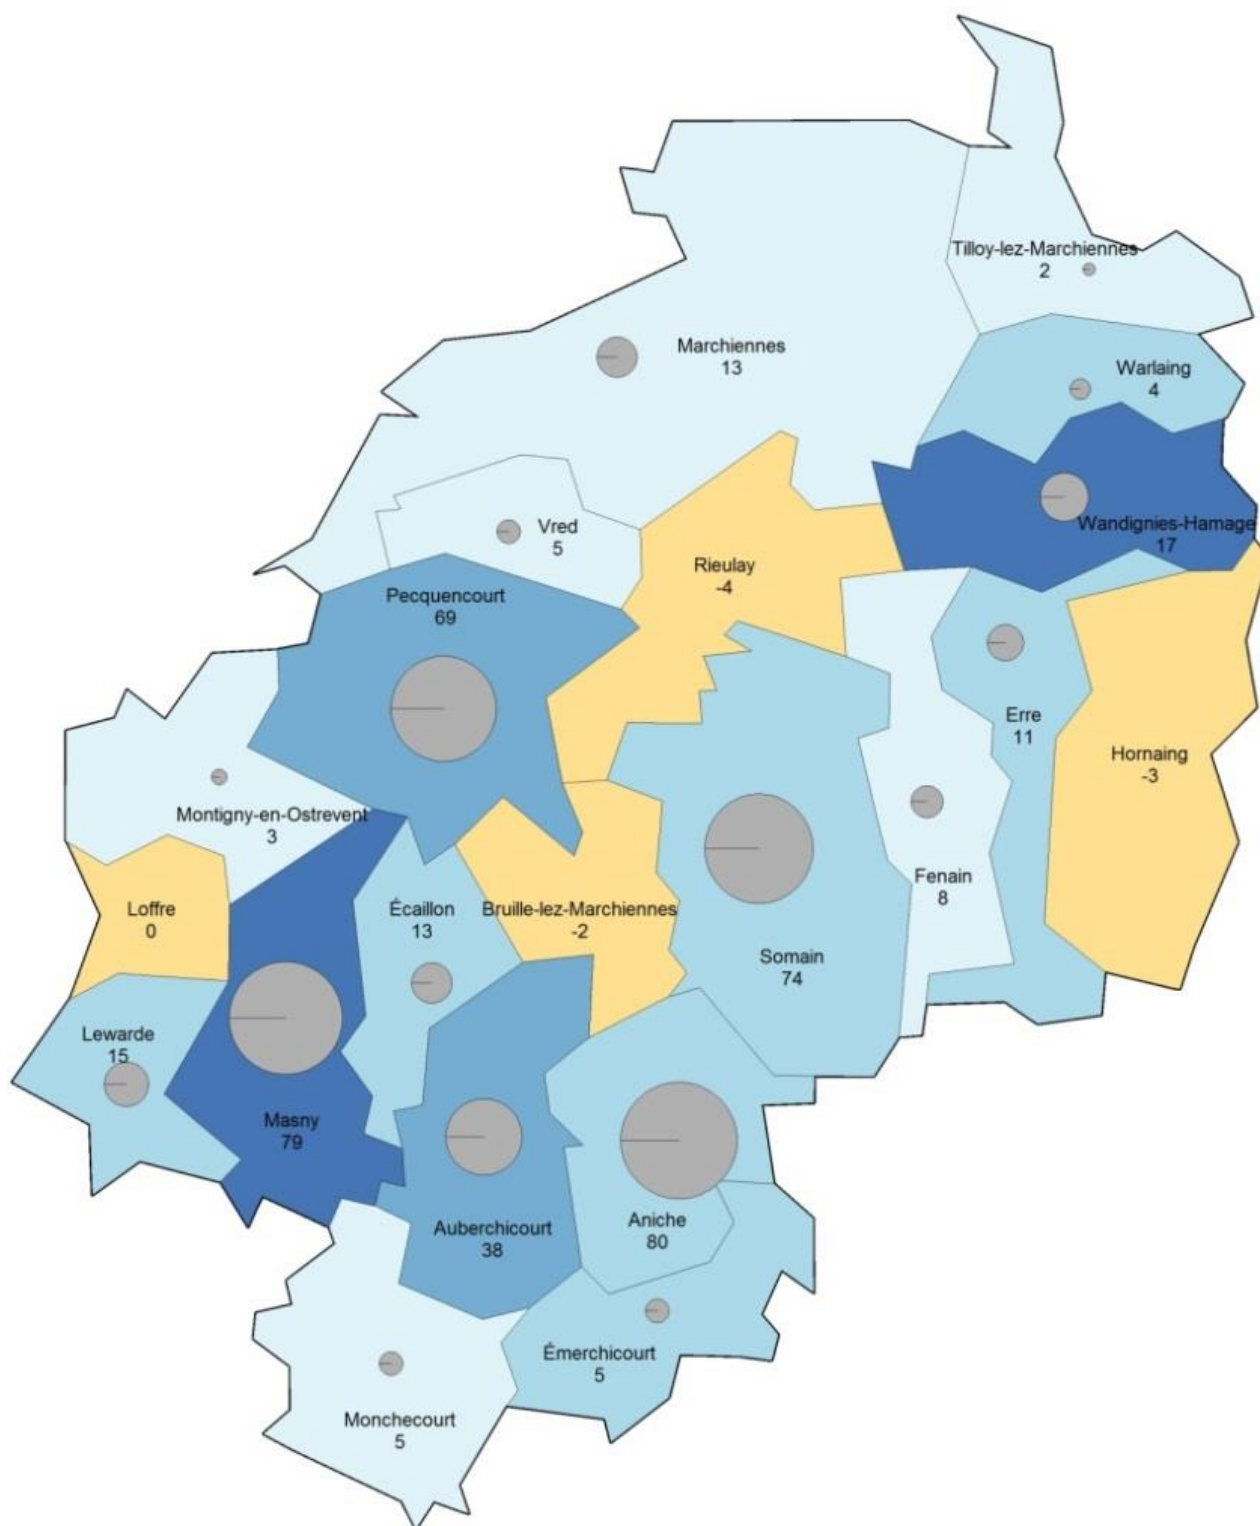 Tilloy-lez-Marchiennes
2
Marchiennes
13
Warlaing
4
Vred
5
Wandignies-Hamage
17
Rieulay
-4
Pecquencourt
69
Erre
11
Hornaing
-3
Montigny-en-Ostrevent
3
Fenain
8
Loffre
0
Écaillon
13
Bruille-lez-Marchiennes
-2
Somain
74
Lewarde
15
Masny
79
Auberchicourt
38
Aniche
80
Émerchicourt
5
Monchecourt
5